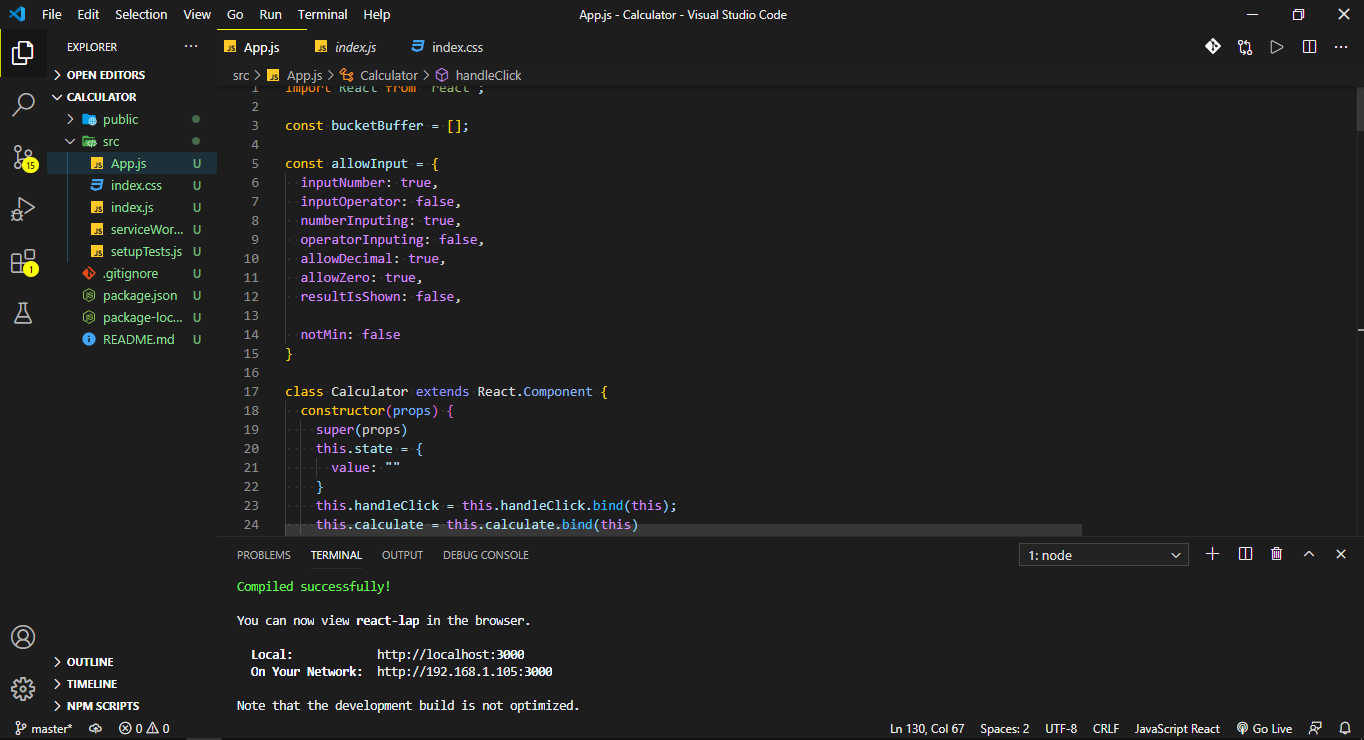 File Edit Selection View Go Run Terminal Help
App.js - Calculator - Visual Studio Code
EXPLORER
OPEN EDITORS
CALCULATOR
public
src
App.js U
index.css U
index.js U
serviceWor... U
setupTests.js U
.gitignore U
package.json U
package-loc... U
README.md U
OUTLINE
TIMELINE
NPM SCRIPTS
15
1
App.js index.js index.css
src > App.js > Calculator > handleClick
1 import React from 'react';
2
3 const bucketBuffer = [];
4
5 const allowInput = {
6 inputNumber: true,
7 inputOperator: false,
8 numberInputing: true,
9 operatorInputing: false,
10 allowDecimal: true,
11 allowZero: true,
12 resultIsShown: false,
13
14 notMin: false
15 }
16
17 class Calculator extends React.Component {
18 constructor(props) {
19 super(props)
20 this.state = {
21 value: ""
22 }
23 this.handleClick = this.handleClick.bind(this);
24 this.calculate = this.calculate.bind(this)
PROBLEMS TERMINAL OUTPUT DEBUG CONSOLE
1: node
Compiled successfully!
You can now view react-lap in the browser.
Local: http://localhost:3000
On Your Network: http://192.168.1.105:3000
Note that the development build is not optimized.
master* 0 0
Ln 130, Col 67 Spaces: 2 UTF-8 CRLF JavaScript React Go Live